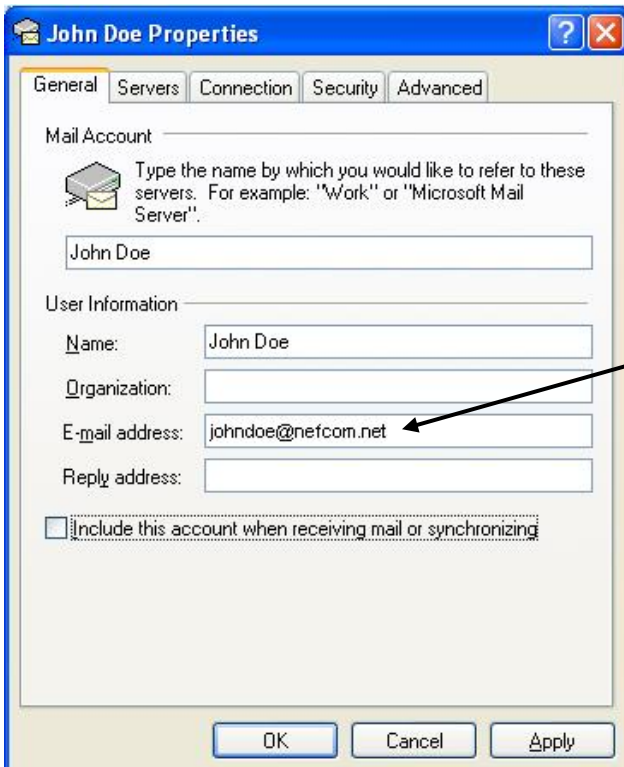 John Doe Properties
General Servers Connection Security Advanced
Mail Account
Type the name by which you would like to refer to these
servers. For example: "Work" or "Microsoft Mail
Server".
John Doe
User Information
Name: John Doe
Organization:
E-mail address: johndoe@nefcom.net
Reply address:
Include this account when receiving mail or synchronizing
OK Cancel Apply